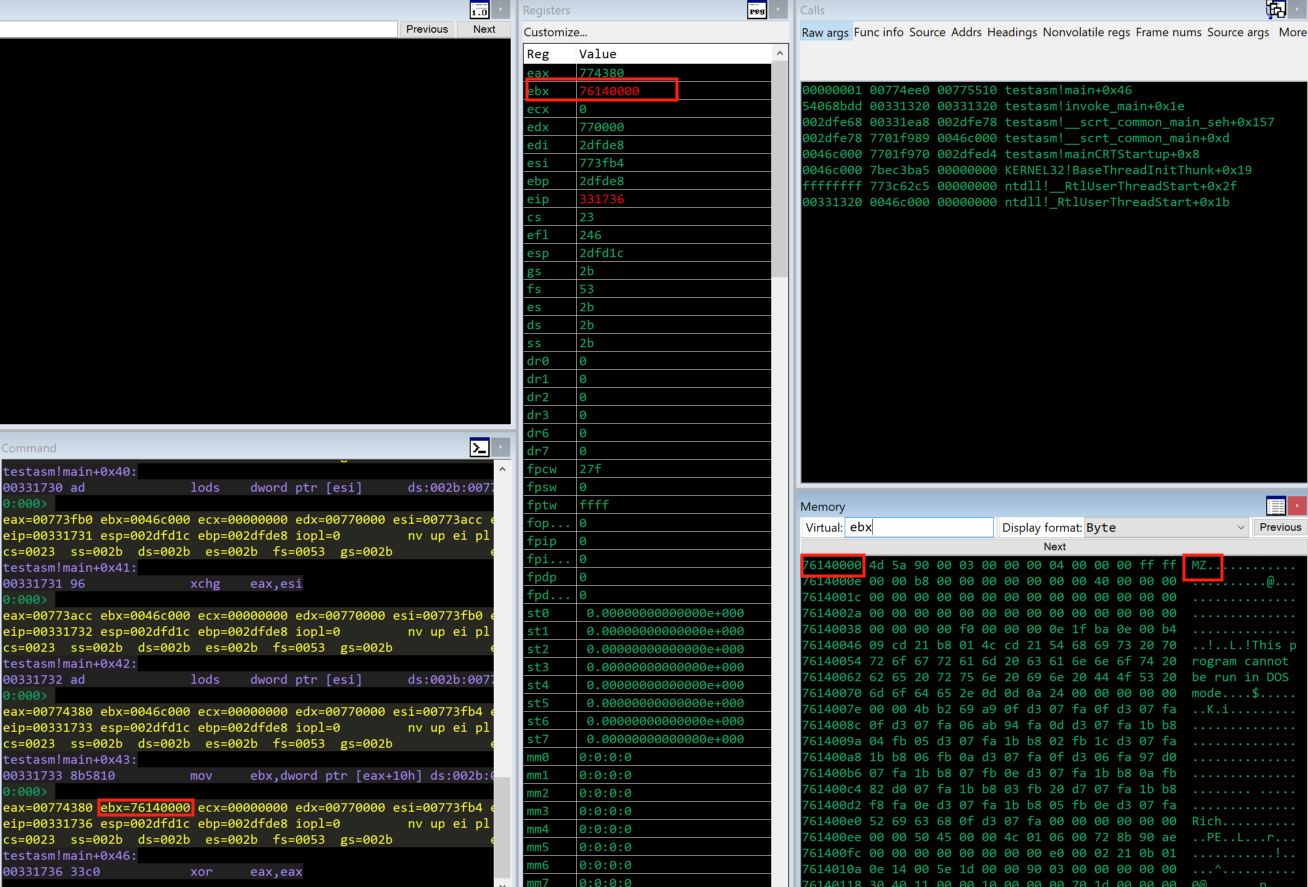 Previous Next
Registers
Customize...
Reg Value
eax 774380
ebx 76140000
ecx 0
edx 770000
edi 2dfde8
esi 773fb4
ebp 2dfde8
eip 331736
cs 23
efl 246
esp 2dfd1c
gs 2b
fs 53
es 2b
ds 2b
ss 2b
dr0 0
dr1 0
dr2 0
dr3 0
dr6 0
dr7 0
fpcw 27f
fpsw 0
fptw ffff
fop... 0
fpip 0
fpi... 0
fpdp 0
fpd... 0
st0 0.00000000000000e+000
st1 0.00000000000000e+000
st2 0.00000000000000e+000
st3 0.00000000000000e+000
st4 0.00000000000000e+000
st5 0.00000000000000e+000
st6 0.00000000000000e+000
st7 0.00000000000000e+000
mm0 0:0:0:0
mm1 0:0:0:0
mm2 0:0:0:0
mm3 0:0:0:0
mm4 0:0:0:0
mm5 0:0:0:0
mm6 0:0:0:0
mm7 0:0:0:0
Calls
Raw args Func info Source Addrs Headings Nonvolatile regs Frame nums Source args More
00000001 00774ee0 00775510 testasm!main+0x46
54068bdd 00331320 00331320 testasm!invoke_main+0x1e
002dfe68 00331ea8 002dfe78 testasm!__scrt_common_main_seh+0x157
002dfe78 7701f989 0046c000 testasm!__scrt_common_main+0xd
0046c000 7701f970 002dfed4 testasm!mainCRTStartup+0x8
0046c000 7bec3ba5 00000000 KERNEL32!BaseThreadInitThunk+0x19
ffffffff 773c62c5 00000000 ntdll!__RtlUserThreadStart+0x2f
00331320 0046c000 00000000 ntdll!_RtlUserThreadStart+0x1b
Command
testasm!main+0x40:
00331730 ad lods dword ptr [esi] ds:002b:0077
0:000>
eax=00773fb0 ebx=0046c000 ecx=00000000 edx=00770000 esi=00773acc e
eip=00331731 esp=002dfd1c ebp=002dfde8 iopl=0 nv up ei pl
cs=0023 ss=002b ds=002b es=002b fs=0053 gs=002b e
testasm!main+0x41:
00331731 96 xchg eax,esi
0:000>
eax=00773acc ebx=0046c000 ecx=00000000 edx=00770000 esi=00773fb0 e
eip=00331732 esp=002dfd1c ebp=002dfde8 iopl=0 nv up ei pl
cs=0023 ss=002b ds=002b es=002b fs=0053 gs=002b e
testasm!main+0x42:
00331732 ad lods dword ptr [esi] ds:002b:0077
0:000>
eax=00774380 ebx=0046c000 ecx=00000000 edx=00770000 esi=00773fb4 e
eip=00331733 esp=002dfd1c ebp=002dfde8 iopl=0 nv up ei pl
cs=0023 ss=002b ds=002b es=002b fs=0053 gs=002b e
testasm!main+0x43:
00331733 8b5810 mov ebx,dword ptr [eax+10h] ds:002b:0
0:000>
eax=00774380 ebx=76140000 ecx=00000000 edx=00770000 esi=00773fb4 e
eip=00331736 esp=002dfd1c ebp=002dfde8 iopl=0 nv up ei pl
cs=0023 ss=002b ds=002b es=002b fs=0053 gs=002b e
testasm!main+0x46:
00331736 33c0 xor eax,eax
Memory
Virtual: ebx Display format: Byte Previous
Next
76140000 4d 5a 90 00 03 00 00 00 04 00 00 00 ff ff MZ............
7614000e 00 00 b8 00 00 00 00 00 00 00 40 00 00 00 ..........@...
7614001c 00 00 00 00 00 00 00 00 00 00 00 00 00 00 ..............
7614002a 00 00 00 00 00 00 00 00 00 00 00 00 00 00 ..............
76140038 00 00 00 00 f0 00 00 00 0e 1f ba 0e 00 b4 ..............
76140046 09 cd 21 b8 01 4c cd 21 54 68 69 73 20 70 ..!..L.!This p
76140054 72 6f 67 72 61 6d 20 63 61 6e 6e 6f 74 20 rogram cannot
76140062 62 65 20 72 75 6e 20 69 6e 20 44 4f 53 20 be run in DOS
76140070 6d 6f 64 65 2e 0d 0d 0a 24 00 00 00 00 00 mode....$.....
7614007e 00 00 4b b2 69 a9 0f d3 07 fa 0f d3 07 fa ..K.i.........
7614008c 0f d3 07 fa 06 ab 94 fa 0d d3 07 fa 1b b8 ..............
7614009a 04 fb 05 d3 07 fa 1b b8 02 fb 1c d3 07 fa ..............
761400a8 1b b8 06 fb 0a d3 07 fa 0f d3 06 fa 97 d0 ..............
761400b6 07 fa 1b b8 07 fb 0e d3 07 fa 1b b8 0a fb ..............
761400c4 82 d0 07 fa 1b b8 03 fb 20 d7 07 fa 1b b8 ........ .....
761400d2 f8 fa 0e d3 07 fa 1b b8 05 fb 0e d3 07 fa ..............
761400e0 52 69 63 68 0f d3 07 fa 00 00 00 00 00 00 Rich..........
761400ee 00 00 50 45 00 00 4c 01 06 00 72 8b 90 ae ..PE..L...r...
761400fc 00 00 00 00 00 00 00 00 e0 00 02 21 0b 01 ...........!..
7614010a 0e 14 00 5e 1d 00 00 90 03 00 00 00 00 00 ...^..........
76140118 30 40 11 00 00 10 00 00 00 70 1d 00 00 00 0@.......p....